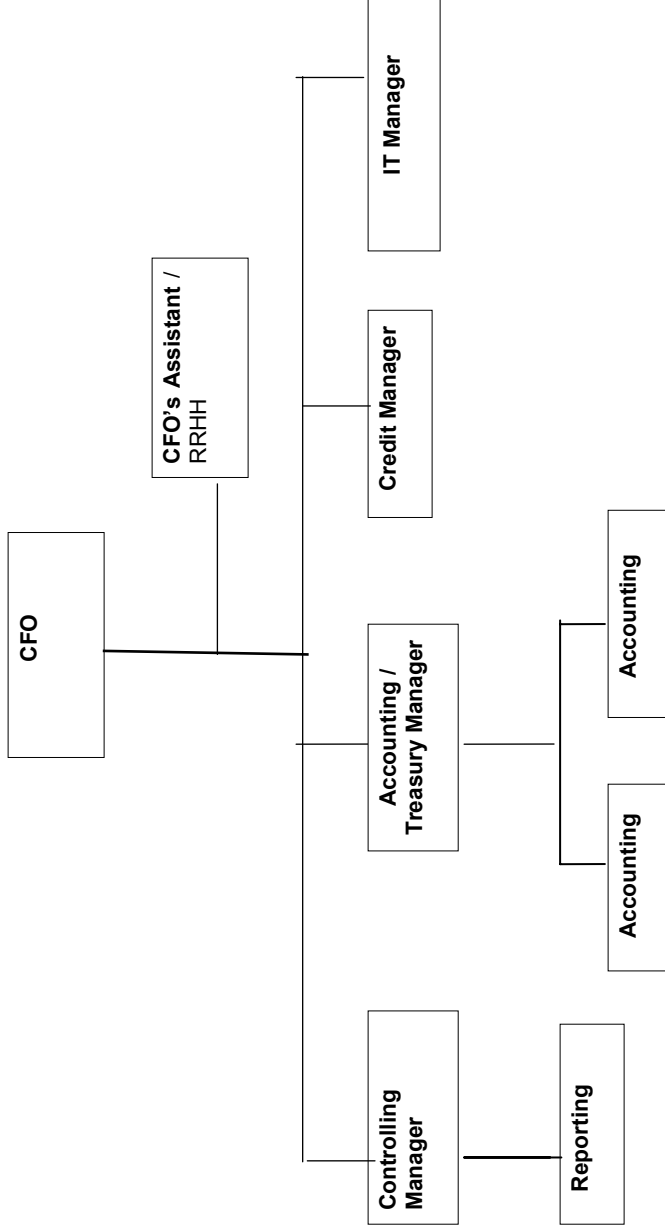 CFO
CFO's Assistant /
RRHH
Controlling
Manager
Accounting /
Treasury Manager
Credit Manager
IT Manager
Reporting
Accounting
Accounting